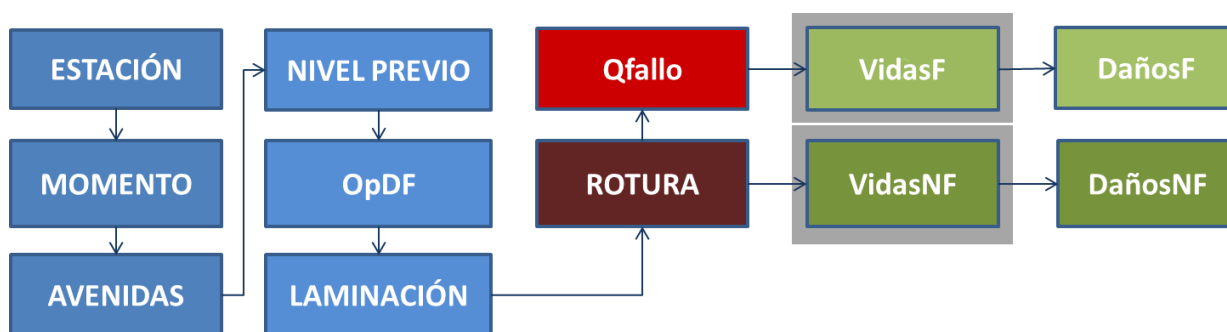 ESTACIÓN
MOMENTO
AVENIDAS
NIVEL PREVIO
OpDF
LAMINACIÓN
ROTURA
Qfallo
VidasF
DañosF
VidasNF
DañosNF